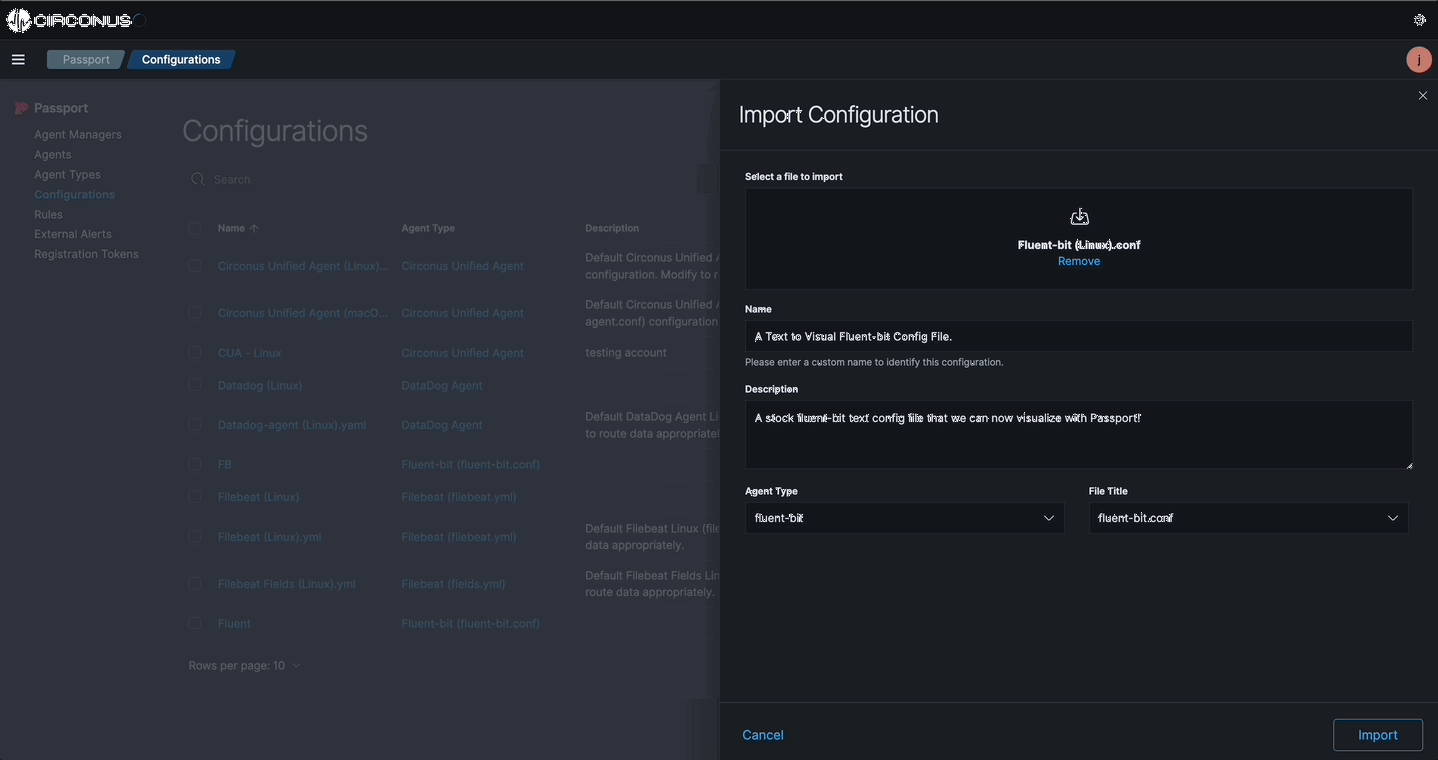 CIRCONUS
Passport
Configurations
j
Passport
Agent Managers
Agents
Agent Types
Configurations
Rules
External Alerts
Registration Tokens
Configurations
Search
Name
Agent Type
Description
Circonus Unified Agent (Linux)...
Circonus Unified Agent
Default Circonus Unified
configuration. Modify to r
Circonus Unified Agent (macO...
Circonus Unified Agent
Default Circonus Unified
agent.conf) configuration
CUA - Linux
Circonus Unified Agent
testing account
Datadog (Linux)
DataDog Agent
Datadog-agent (Linux).yaml
DataDog Agent
Default DataDog Agent Li
to route data appropriatel
FB
Fluent-bit (fluent-bit.conf)
Filebeat (Linux)
Filebeat (filebeat.yml)
Filebeat (Linux).yml
Filebeat (filebeat.yml)
Default Filebeat Linux (file
data appropriately.
Filebeat Fields (Linux).yml
Filebeat (fields.yml)
Default Filebeat Fields Lin
route data appropriately.
Fluent
Fluent-bit (fluent-bit.conf)
Rows per page: 10
Import Configuration
Select a file to import
Fluent-bit (Linux).conf
Remove
Name
A Text to Visual Fluent-bit Config File.
Please enter a custom name to identify this configuration.
Description
A stock fluent-bit text config file that we can now visualize with Passport!
Agent Type
File Title
fluent-bit
fluent-bit.conf
Cancel
Import